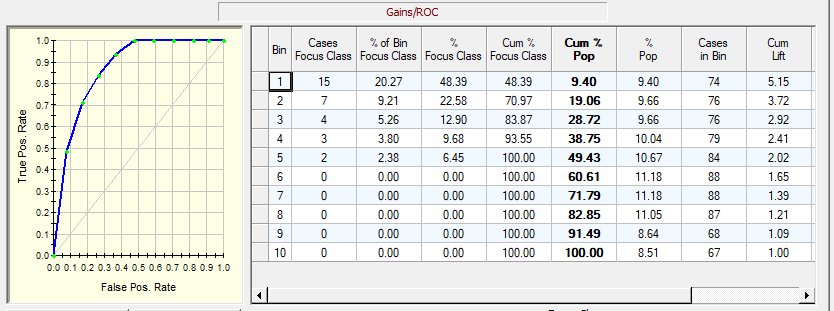 Gains/ROC
True Pos. Rate
1.0
0.9
0.8
0.7
0.6
0.5
0.4
0.3
0.2
0.1
0.0
0.0 0.1 0.2 0.3 0.4 0.5 0.6 0.7 0.8 0.9 1.0
False Pos. Rate
Bin Cases Focus Class % of Bin Focus Class % Focus Class Cum % Focus Class Cum % Pop % Pop Cases in Bin Cum Lift
1 15 20.27 48.39 48.39 9.40 9.40 74 5.15
2 7 9.21 22.58 70.97 19.06 9.66 76 3.72
3 4 5.26 12.90 83.87 28.72 9.66 76 2.92
4 3 3.80 9.68 93.55 38.75 10.04 79 2.41
5 2 2.38 6.45 100.00 49.43 10.67 84 2.02
6 0 0.00 0.00 100.00 60.61 11.18 88 1.65
7 0 0.00 0.00 100.00 71.79 11.18 88 1.39
8 0 0.00 0.00 100.00 82.85 11.05 87 1.21
9 0 0.00 0.00 100.00 91.49 8.64 68 1.09
10 0 0.00 0.00 100.00 100.00 8.51 67 1.00